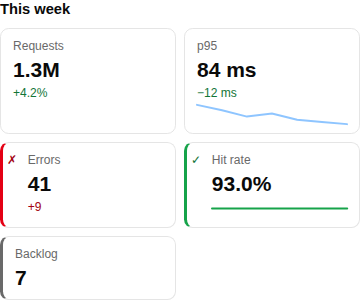 This week
Requests
1.3M
+4.2%
p95
84 ms
−12 ms
✗ Errors
41
+9
✓ Hit rate
93.0%
Backlog
7